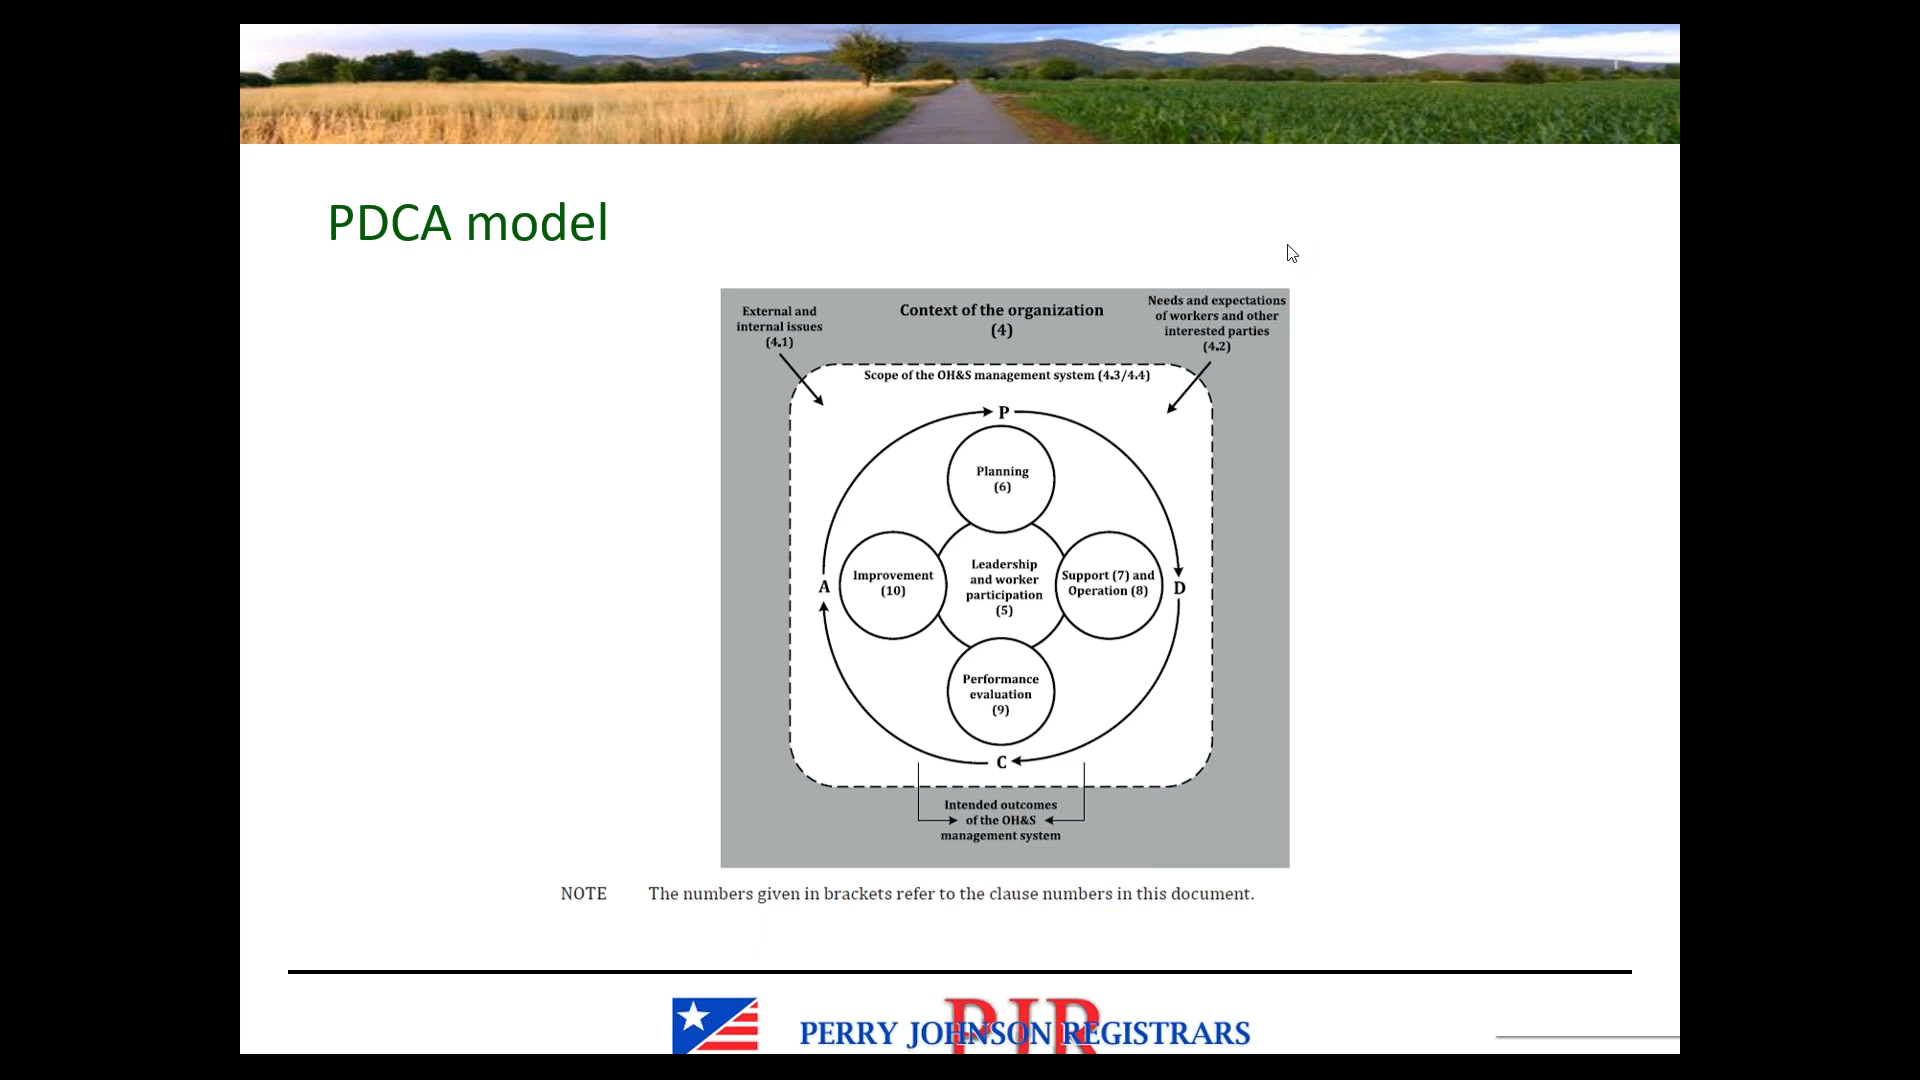 PDCA model
External and
internal issues
(4.1)
Context of the organization
(4)
Needs and expectations
of workers and other
interested parties
(4.2)
Scope of the OH&S management system (4.3/4.4)
P
Planning
(6)
A
Improvement
(10)
Leadership
and worker
participation
(5)
Support (7) and
Operation (8)
D
Performance
evaluation
(9)
C
Intended outcomes
of the OH&S
management system
NOTE The numbers given in brackets refer to the clause numbers in this document.
PJR
PERRY JOHNSON REGISTRARS